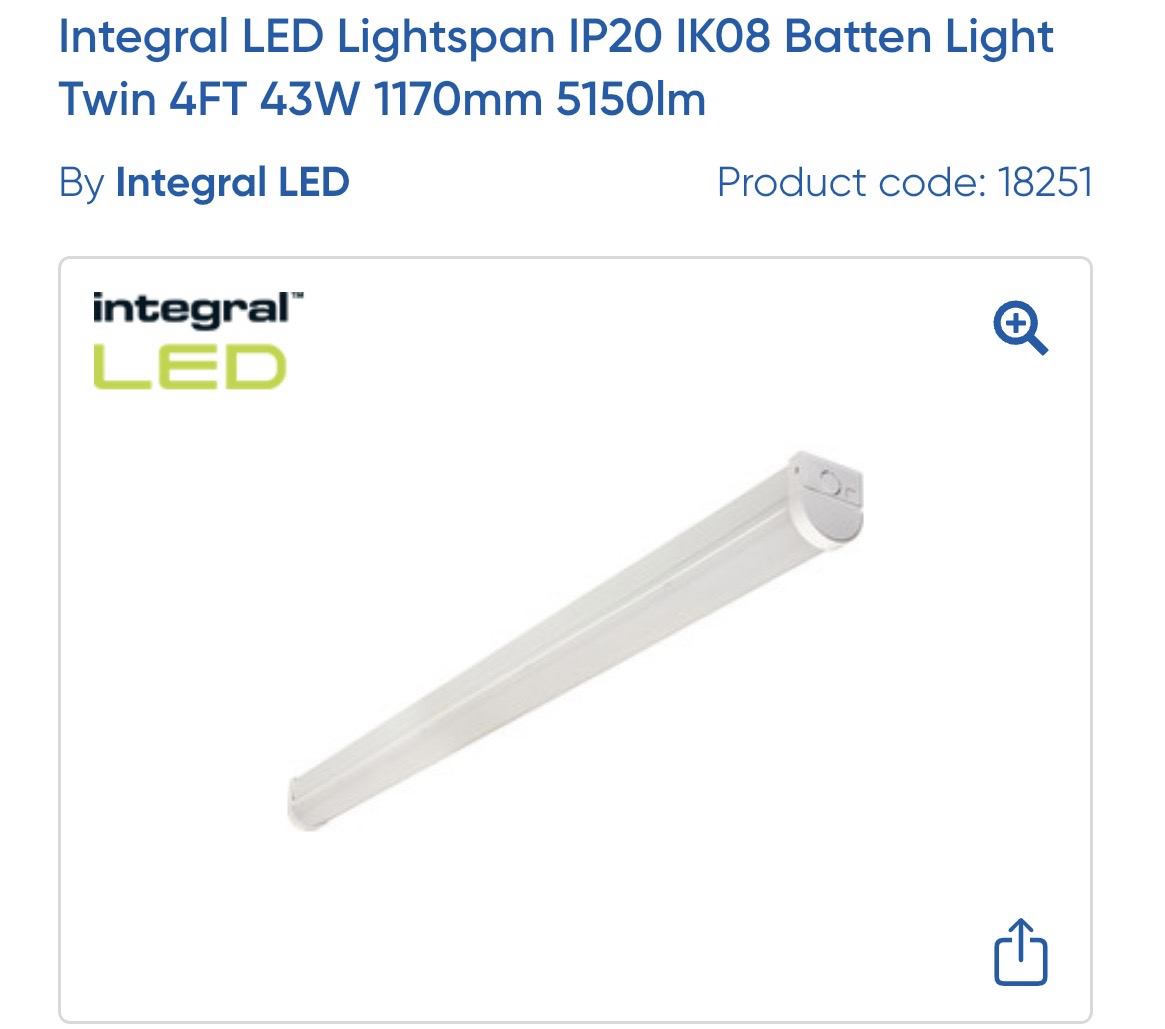 Integral LED Lightspan IP20 IK08 Batten Light
Twin 4FT 43W 1170mm 5150lm
By Integral LED
Product code: 18251
integral™
LED